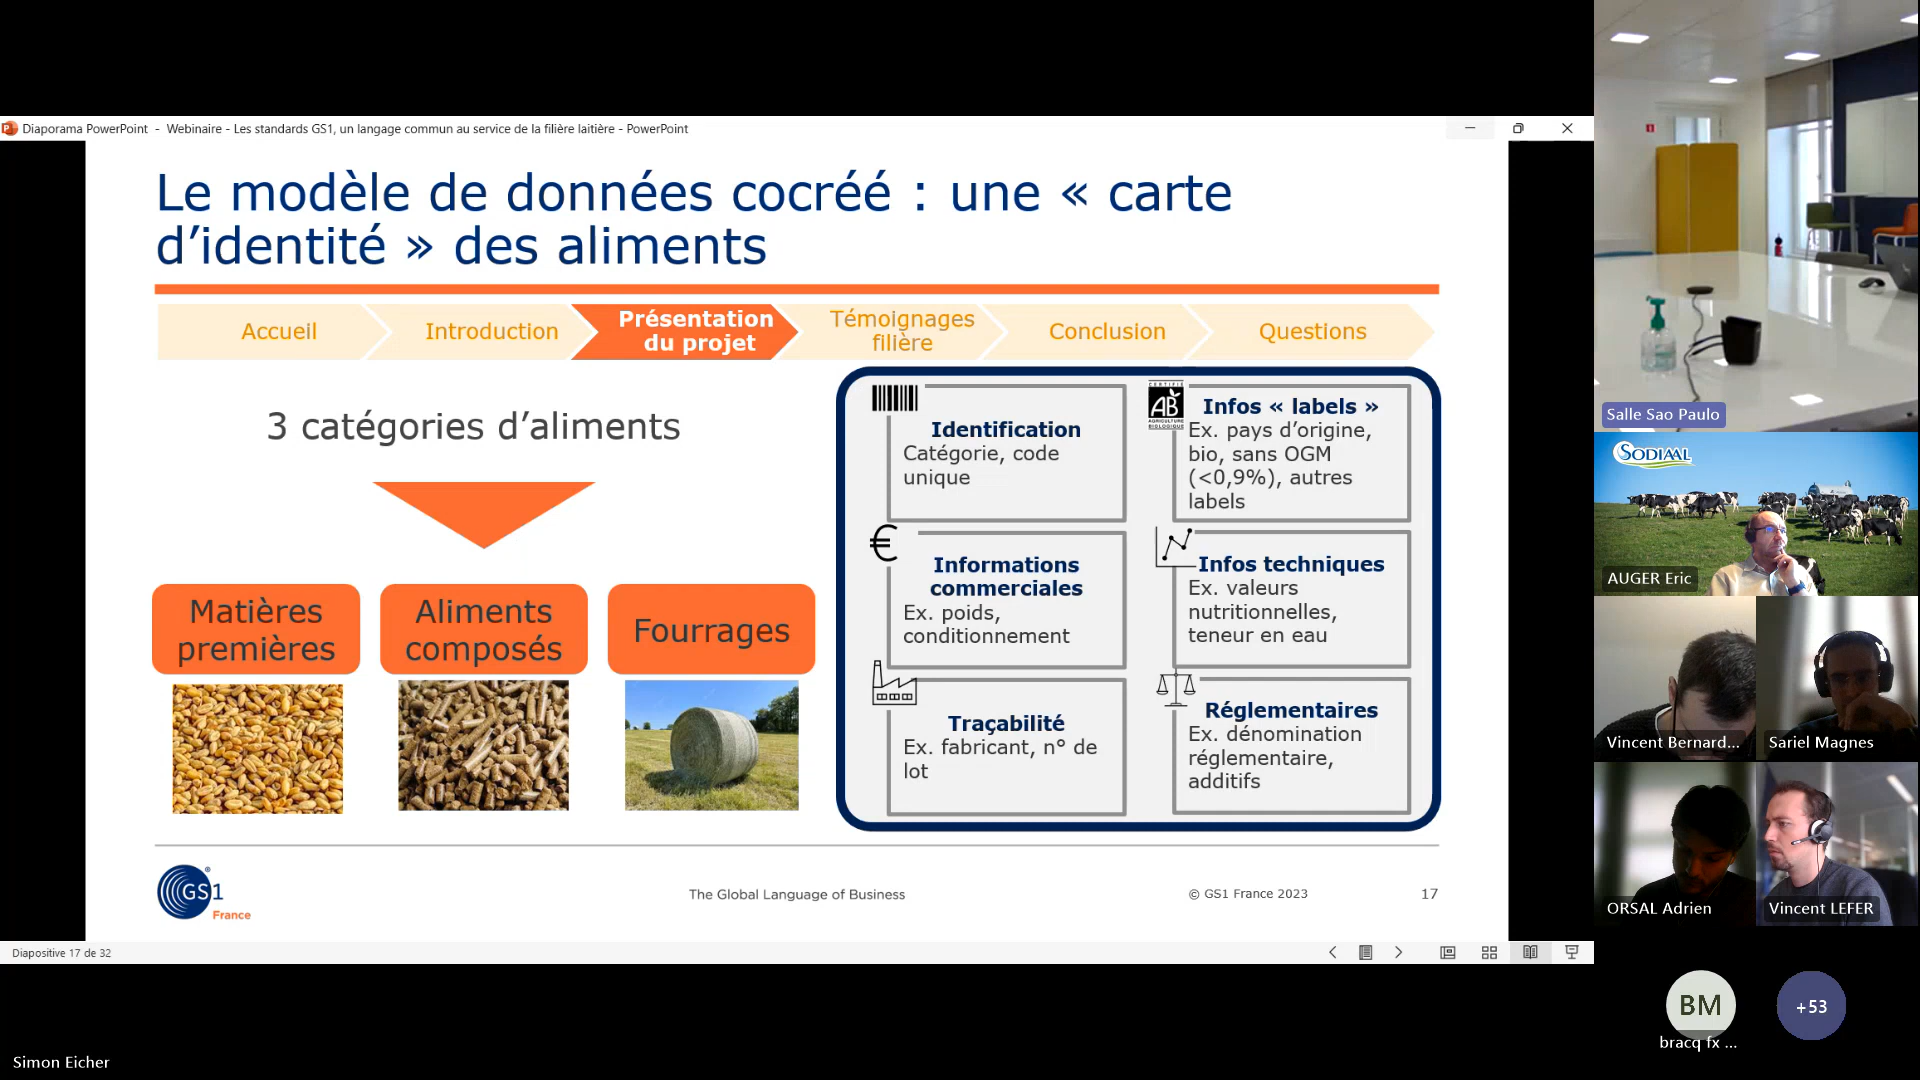 Diaporama PowerPoint - Webinaire - Les standards GS1, un langage commun au service de la filière laitière - PowerPoint
Le modèle de données cocréé : une « carte
d’identité » des aliments
Accueil
Introduction
Présentation
du projet
Témoignages
filière
Conclusion
Questions
3 catégories d’aliments
Matières
premières
Aliments
composés
Fourrages
Identification
Catégorie, code
unique
CERTIFIÉ
AB
AGRICULTURE
BIOLOGIQUE
Infos « labels »
Ex. pays d’origine,
bio, sans OGM
(<0,9%), autres
labels
€
Informations
commerciales
Ex. poids,
conditionnement
Infos techniques
Ex. valeurs
nutritionnelles,
teneur en eau
Traçabilité
Ex. fabricant, n° de
lot
Réglementaires
Ex. dénomination
réglementaire,
additifs
GS1
®
France
The Global Language of Business
© GS1 France 2023
17
Diapositive 17 de 32
Simon Eicher
Salle Sao Paulo
SODIAAL
AUGER Eric
Vincent Bernard...
Sariel Magnes
ORSAL Adrien
Vincent LEFER
BM
bracq fx ...
+53